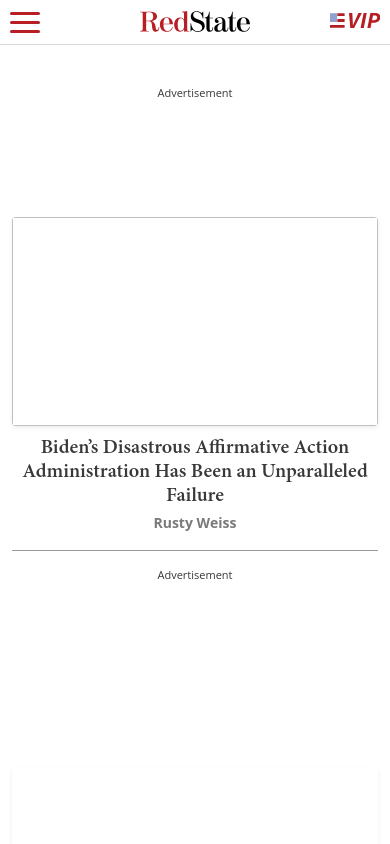 RedState
VIP
Advertisement
Biden’s Disastrous Affirmative Action
Administration Has Been an Unparalleled
Failure
Rusty Weiss
Advertisement